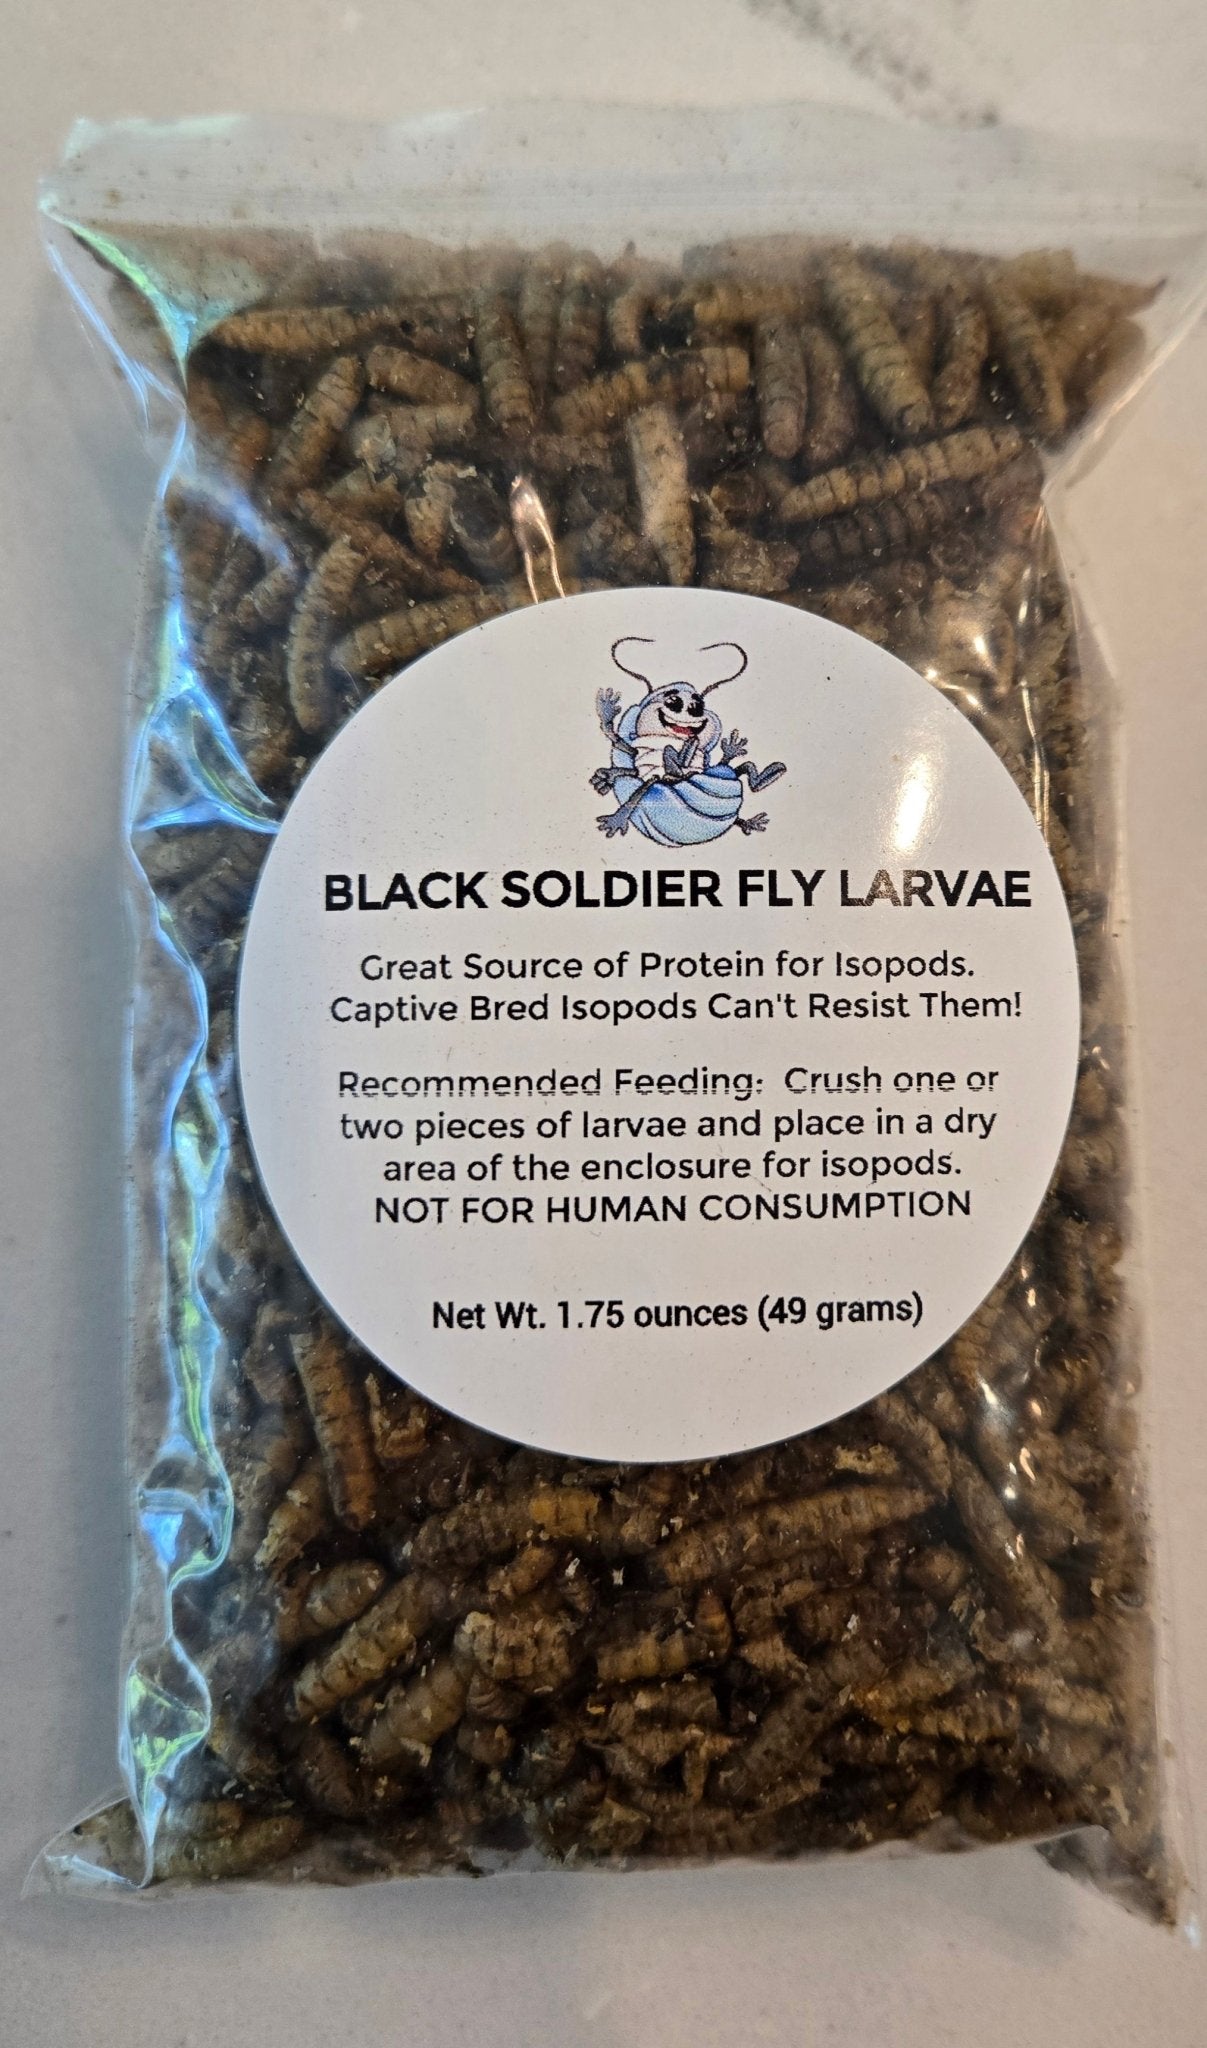 BLACK SOLDIER FLY LARVAE
Great Source of Protein for Isopods.
Captive Bred Isopods Can't Resist Them!
Recommended Feeding: Crush one or
two pieces of larvae and place in a dry
area of the enclosure for isopods.
NOT FOR HUMAN CONSUMPTION
Net Wt. 1.75 ounces (49 grams)